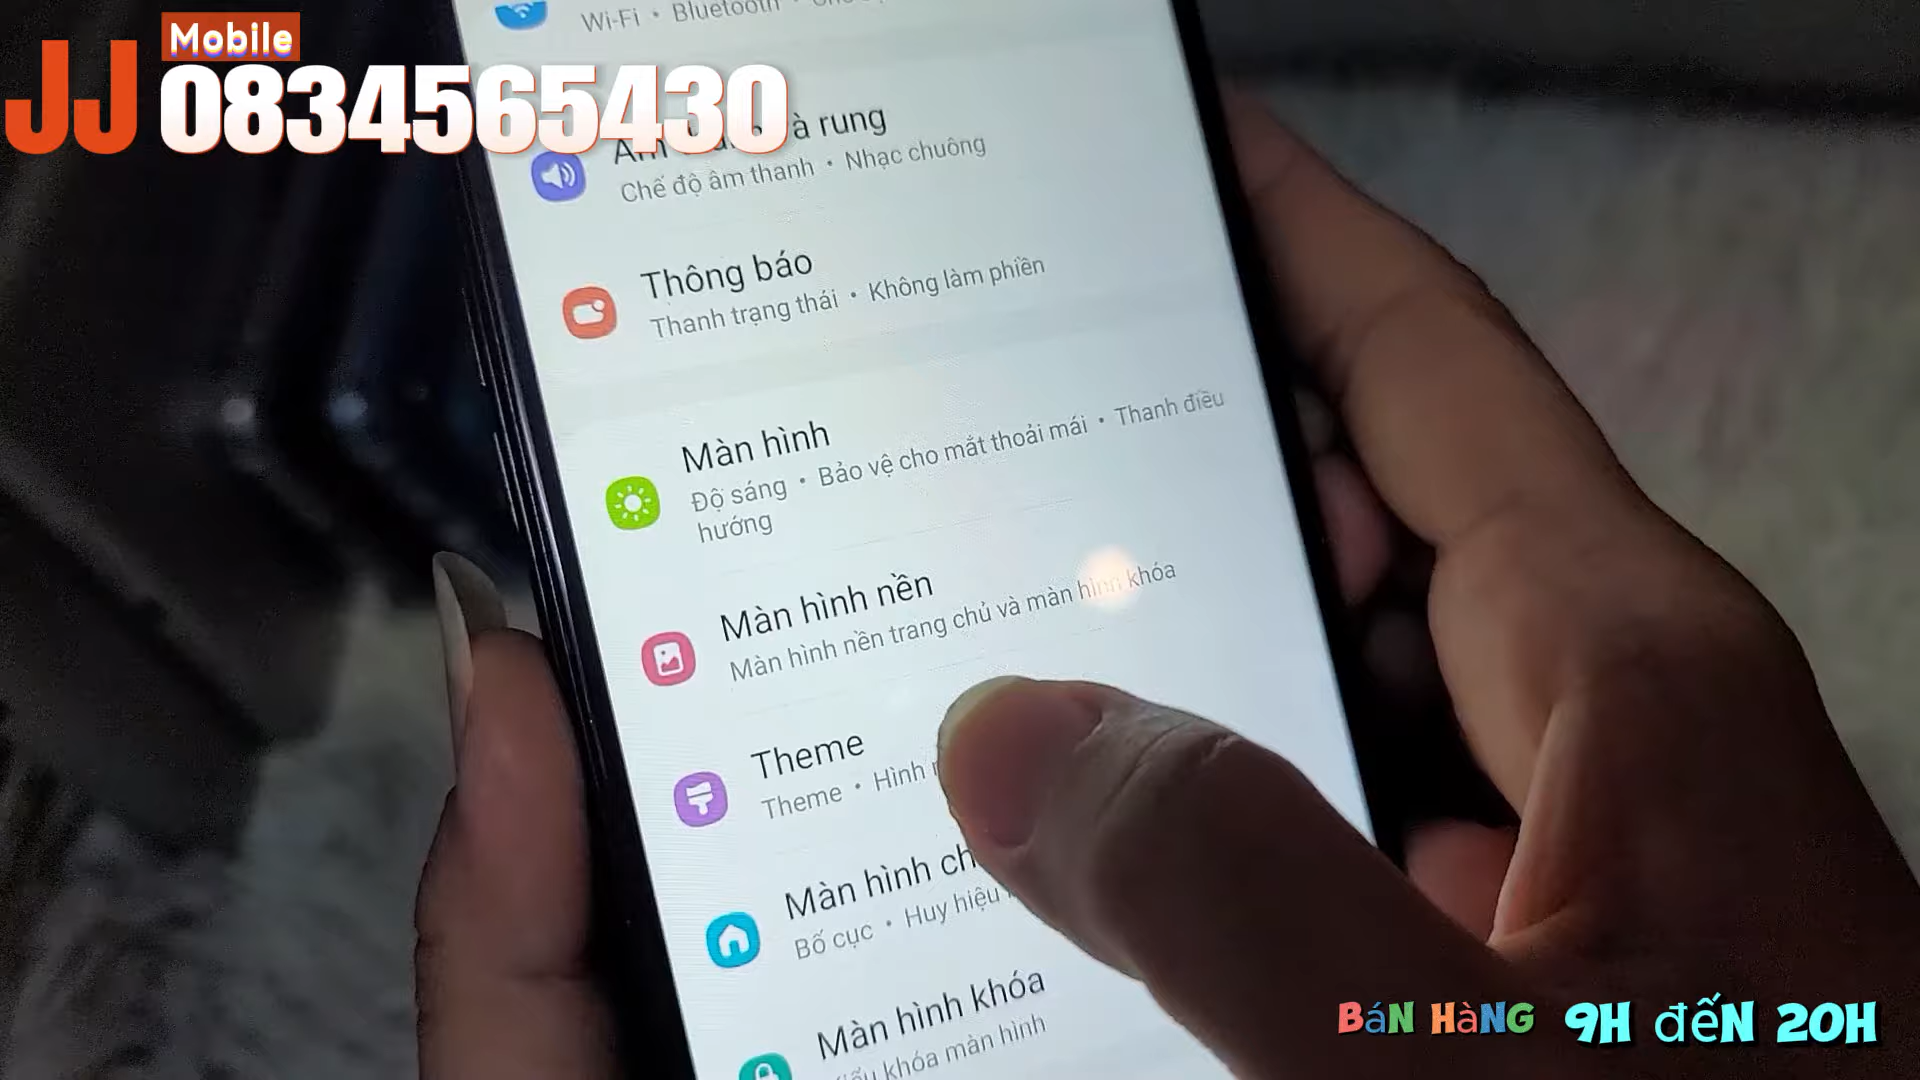 Wi-Fi • Bluetooth
JJ Mobile
0834565430
à rung
Chế độ âm thanh • Nhạc chuông
Thông báo
Thanh trạng thái • Không làm phiền
Màn hình
Độ sáng • Bảo vệ cho mắt thoải mái • Thanh điều
hướng
Màn hình nền
Màn hình nền trang chủ và màn hình khóa
Theme
Theme • Hình
Màn hình ch
Bố cục • Huy hiệu
Màn hình khóa
khóa màn hình
BÁN HÀNG 9H ĐẾN 20H